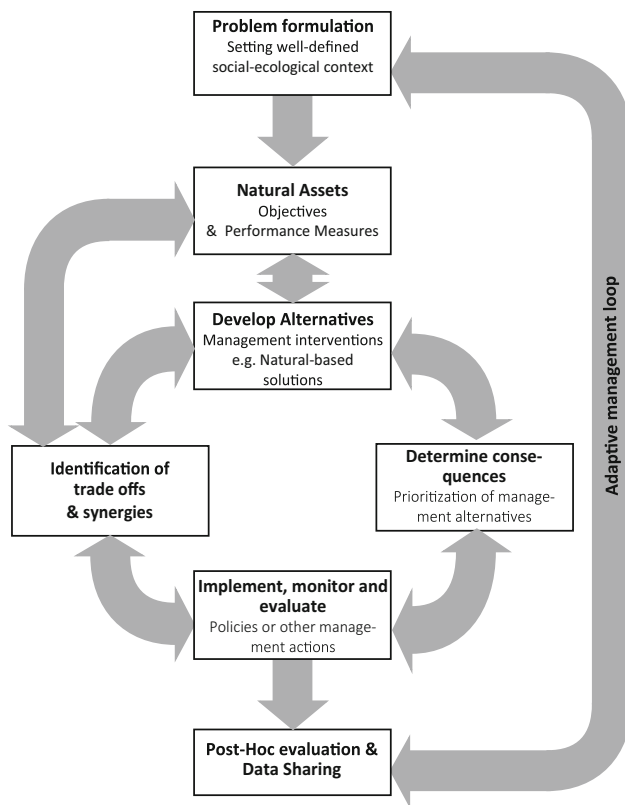 Problem formulation
Setting well-defined
social-ecological context
Natural Assets
Objectives
& Performance Measures
Develop Alternatives
Management interventions
e.g. Natural-based
solutions
Identification of
trade offs
& synergies
Determine conse-
quences
Prioritization of manage-
ment alternatives
Implement, monitor and
evaluate
Policies or other manage-
ment actions
Post-Hoc evaluation &
Data Sharing
Adaptive management loop